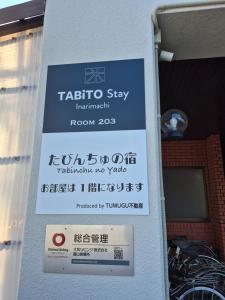 TABiTO Stay
Inarimachi
ROOM 203
たびんちゅの宿
Tabinchu no Yado
お部屋は1階になります
Produced by TUMUGU不動産
総合管理